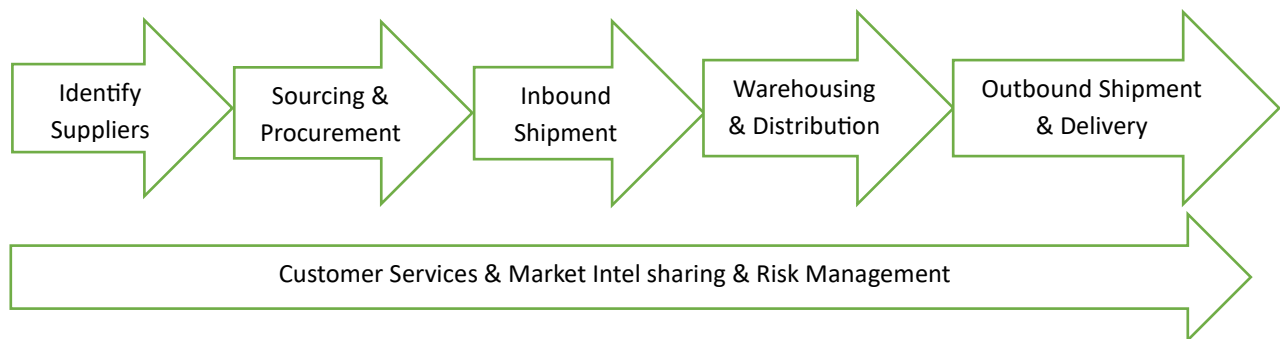 Identify
Suppliers
Sourcing &
Procurement
Inbound
Shipment
Warehousing
& Distribution
Outbound Shipment
& Delivery
Customer Services & Market Intel sharing & Risk Management